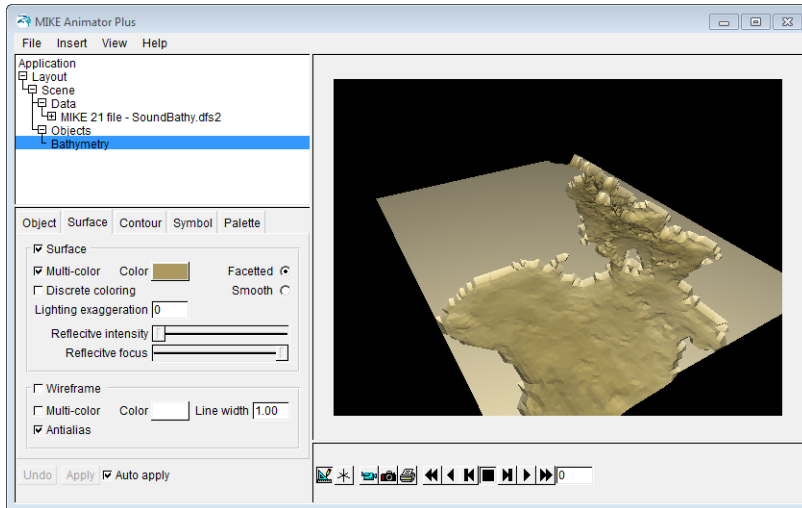 MIKE Animator Plus
File Insert View Help
Application
Layout
Scene
Data
MIKE 21 file - SoundBathy.dfs2
Objects
Bathymetry
Object Surface Contour Symbol Palette
Surface
Multi-color Color Facetted
Discrete coloring Smooth
Lighting exaggeration 0
Reflecitve intensity
Reflecitve focus
Wireframe
Multi-color Color Line width 1.00
Antialias
Undo Apply Auto apply
0